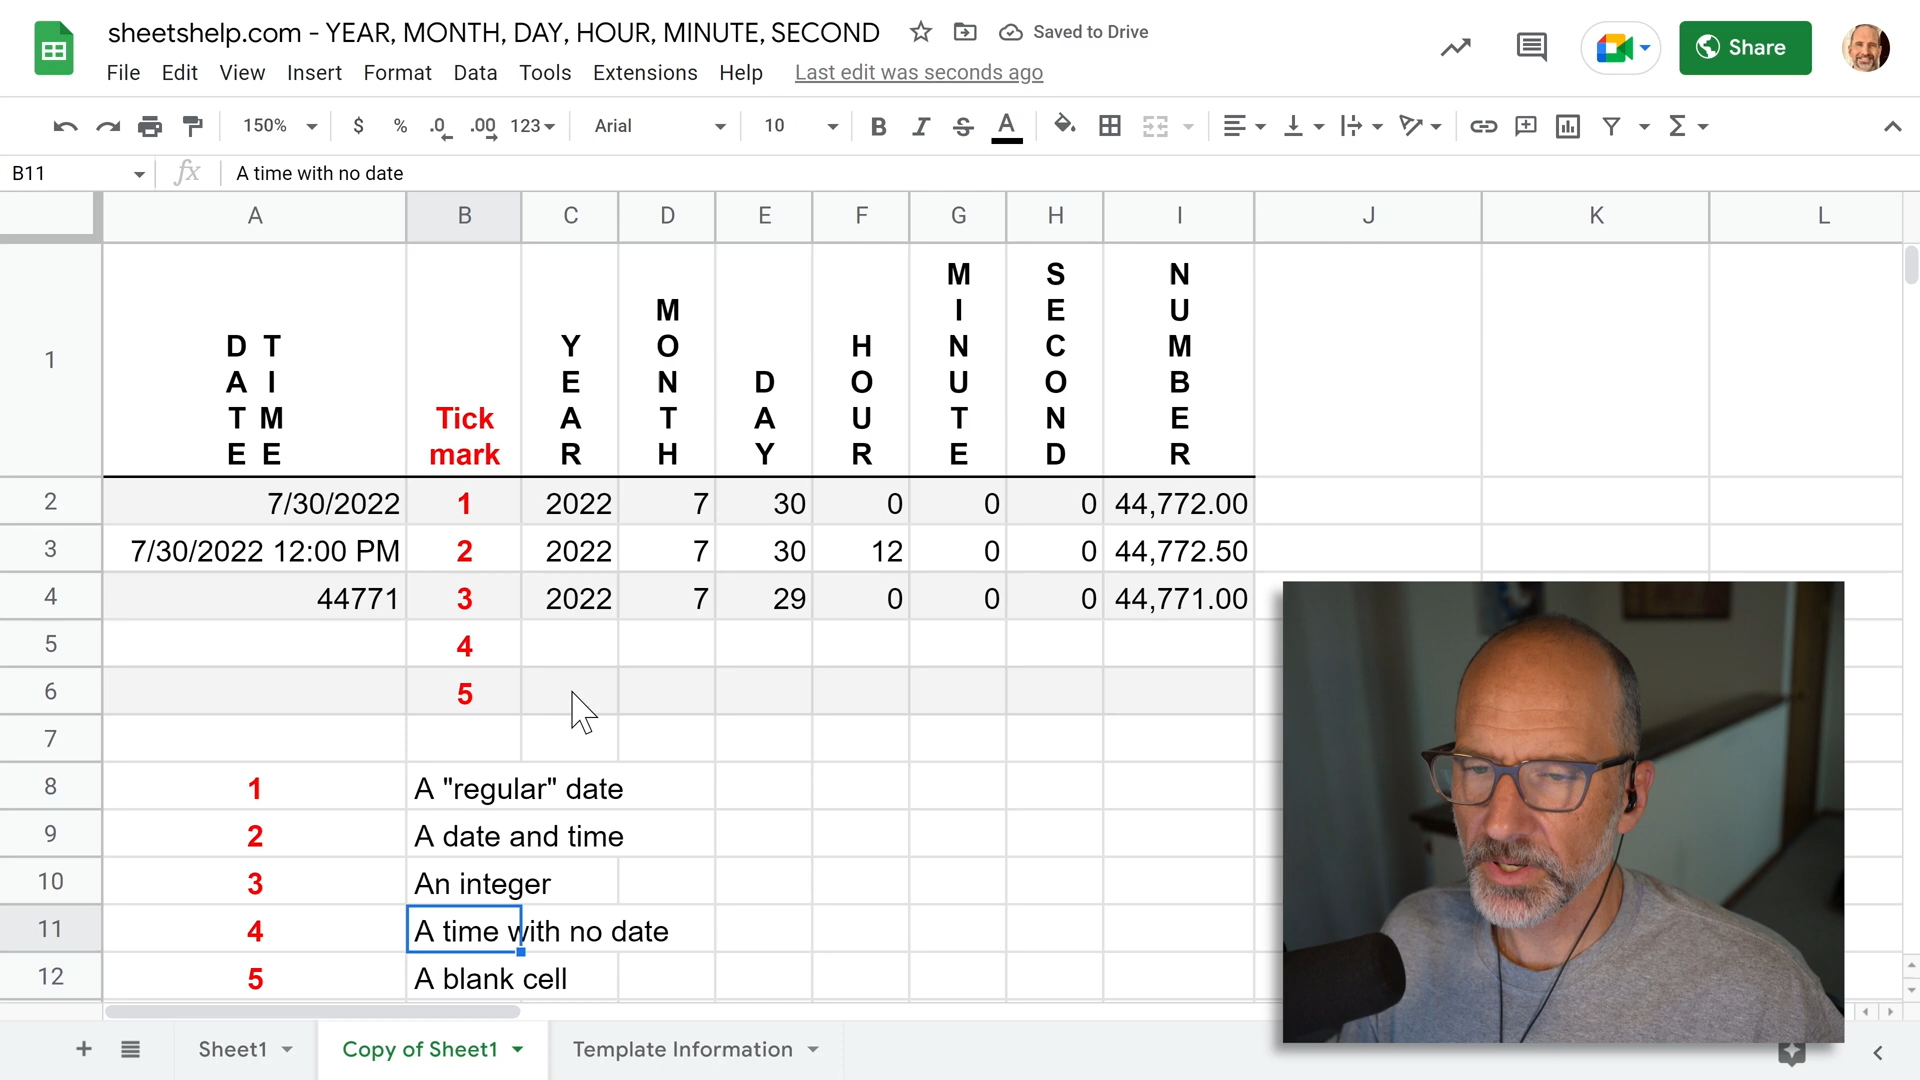 sheetshelp.com - YEAR, MONTH, DAY, HOUR, MINUTE, SECOND
Saved to Drive
Share
File Edit View Insert Format Data Tools Extensions Help Last edit was seconds ago
150% $ % .0 .00 123 Arial 10 B I S A Σ
B11 fx A time with no date
A B C D E F G H I J K L
1 DATE TIME Tick mark YEAR MONTH DAY HOUR MINUTE SECOND NUMBER
2 7/30/2022 1 2022 7 30 0 0 0 44,772.00
3 7/30/2022 12:00 PM 2 2022 7 30 12 0 0 44,772.50
4 44771 3 2022 7 29 0 0 0 44,771.00
5 4
6 5
7
8 1 A "regular" date
9 2 A date and time
10 3 An integer
11 4 A time with no date
12 5 A blank cell
+ Sheet1 Copy of Sheet1 Template Information